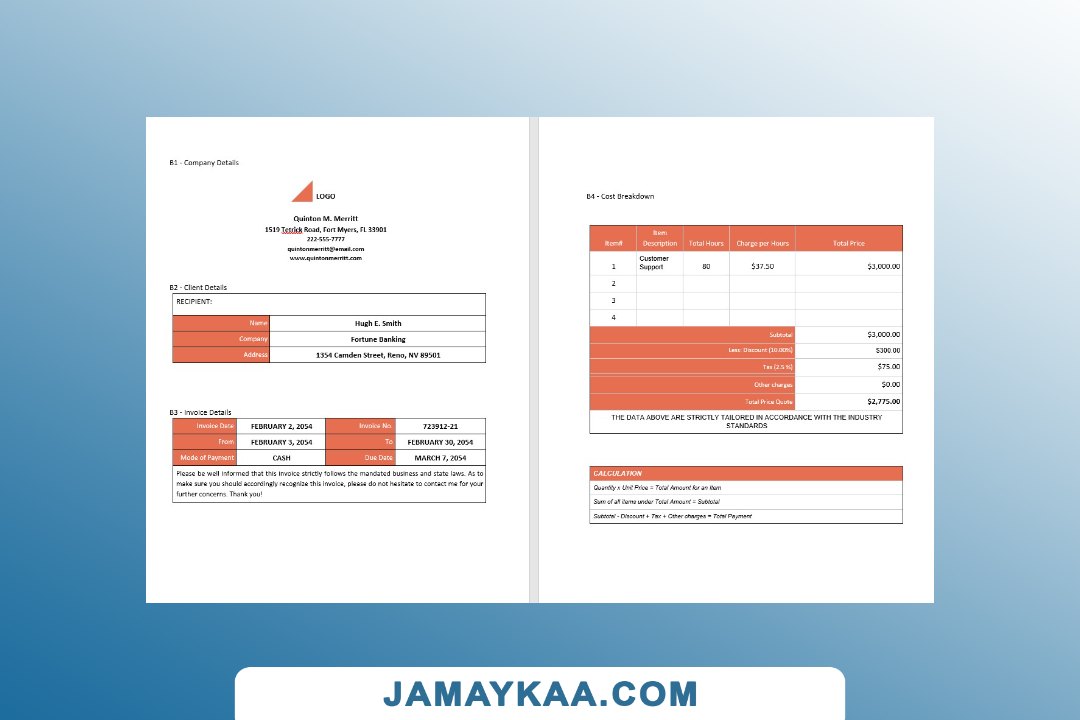 B1 - Company Details
LOGO
Quinton M. Merritt
1519 Tetrick Road, Fort Myers, FL 33901
222-555-7777
quintonmerritt@email.com
www.quintonmerritt.com
B2 - Client Details
RECIPIENT:
Name Hugh E. Smith
Company Fortune Banking
Address 1354 Camden Street, Reno, NV 89501
B3 - Invoice Details
Invoice Date FEBRUARY 2, 2054 Invoice No. 723912-21
From FEBRUARY 3, 2054 To FEBRUARY 30, 2054
Mode of Payment CASH Due Date MARCH 7, 2054
Please be well informed that this invoice strictly follows the mandated business and state laws. As to
make sure you should accordingly recognize this invoice, please do not hesitate to contact me for your
further concerns. Thank you!
B4 - Cost Breakdown
Item# Item Description Total Hours Charge per Hours Total Price
1 Customer Support 80 $37.50 $3,000.00
2
3
4
Subtotal $3,000.00
Less: Discount (10.00%) $300.00
Tax (2.5 %) $75.00
Other charges $0.00
Total Price Quote $2,775.00
THE DATA ABOVE ARE STRICTLY TAILORED IN ACCORDANCE WITH THE INDUSTRY
STANDARDS
CALCULATION
Quantity x Unit Price = Total Amount for an Item
Sum of all items under Total Amount = Subtotal
Subtotal - Discount + Tax + Other charges = Total Payment
JAMAYKAA.COM